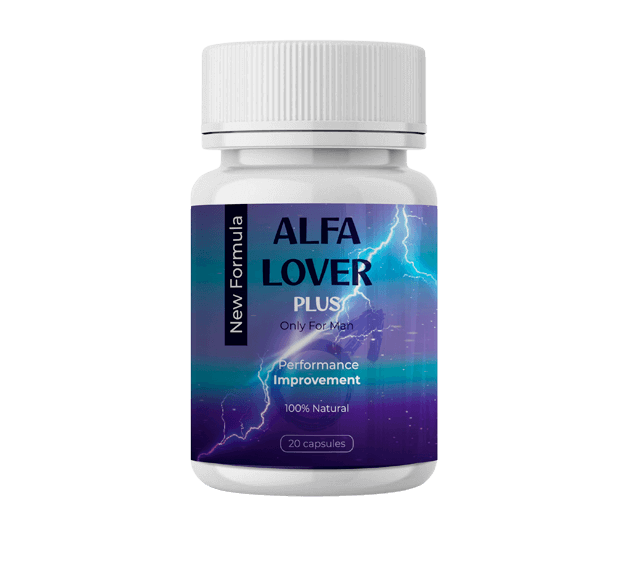 New Formula
ALFA
LOVER
PLUS
Only For Man
Performance
Improvement
100% Natural
20 capsules